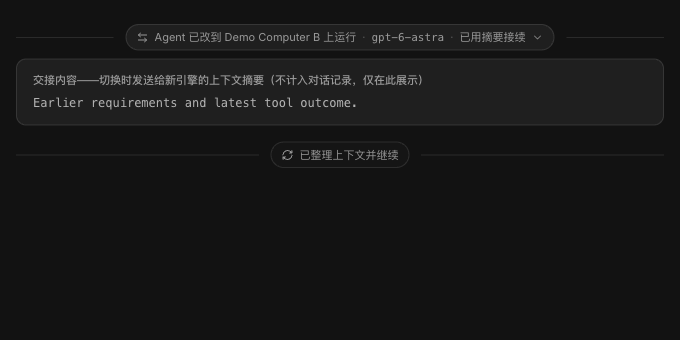 Agent 已改到 Demo Computer B 上运行 · gpt-6-astra · 已用摘要接续
交接内容——切换时发送给新引擎的上下文摘要（不计入对话记录，仅在此展示）
Earlier requirements and latest tool outcome.
已整理上下文并继续